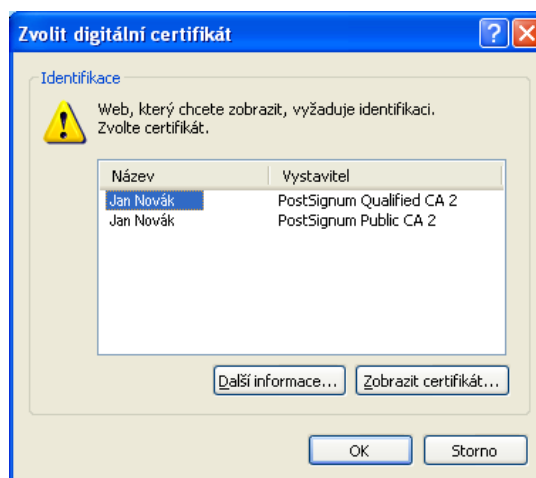 Zvolit digitální certifikát
Identifikace
Web, který chcete zobrazit, vyžaduje identifikaci.
Zvolte certifikát.
Název Vystavitel
Jan Novák PostSignum Qualified CA 2
Jan Novák PostSignum Public CA 2
Další informace... Zobrazit certifikát...
OK Storno